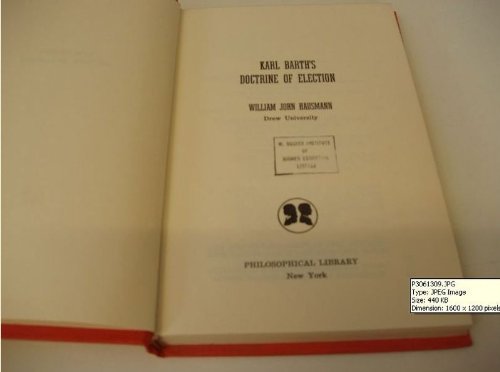 KARL BARTH'S
DOCTRINE OF ELECTION
WILLIAM JOHN HAUSMANN
Drew University
OF
PHILOSOPHICAL LIBRARY
New York
P3061309.JPG
Type: JPEG Image
Size: 440 KB
Dimension: 1600 x 1200 pixels